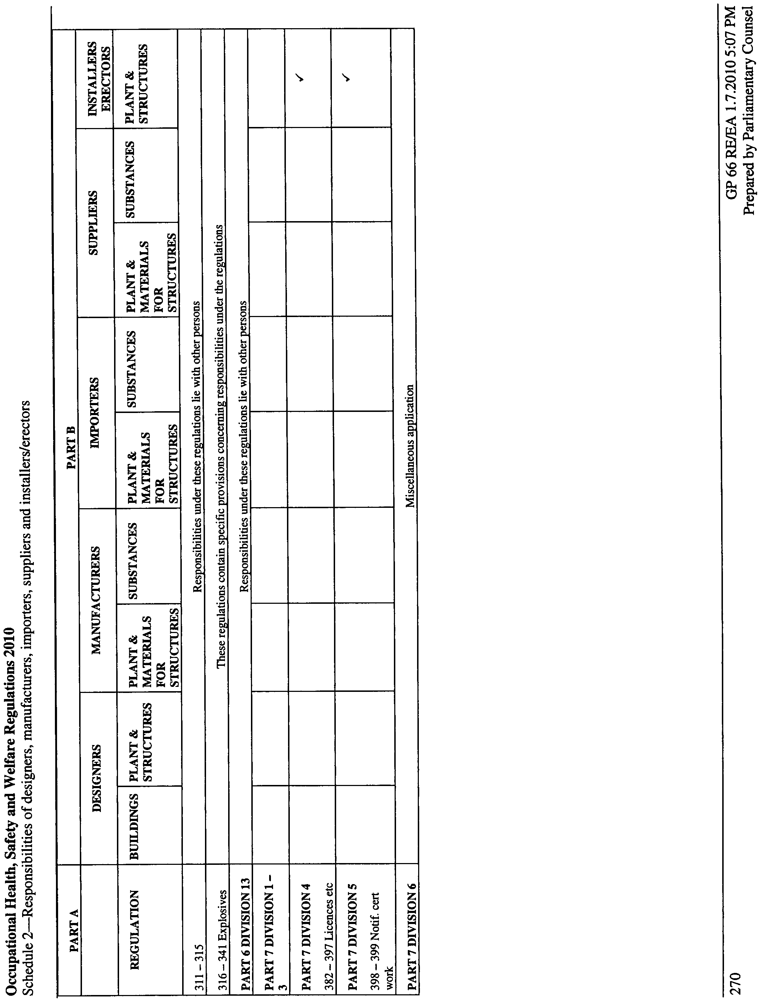 Occupational Health, Safety and Welfare Regulations 2010
Schedule 2—Responsibilities of designers, manufacturers, importers, suppliers and installers/erectors
PART A
PART B
DESIGNERS
MANUFACTURERS
IMPORTERS
SUPPLIERS
INSTALLERS
ERECTORS
REGULATION
BUILDINGS
PLANT &
STRUCTURES
PLANT &
MATERIALS
FOR
STRUCTURES
SUBSTANCES
PLANT &
MATERIALS
FOR
STRUCTURES
SUBSTANCES
PLANT &
MATERIALS
FOR
STRUCTURES
SUBSTANCES
PLANT &
STRUCTURES
311 – 315
Responsibilities under these regulations lie with other persons
316 – 341 Explosives
These regulations contain specific provisions concerning responsibilities under the regulations
PART 6 DIVISION 13
Responsibilities under these regulations lie with other persons
PART 7 DIVISION 1 –
3
PART 7 DIVISION 4
✓
382 – 397 Licences etc
PART 7 DIVISION 5
✓
398 – 399 Notif. cert
work
PART 7 DIVISION 6
Miscellaneous application
270
GP 66 RE/EA 1.7.2010 5:07 PM
Prepared by Parliamentary Counsel